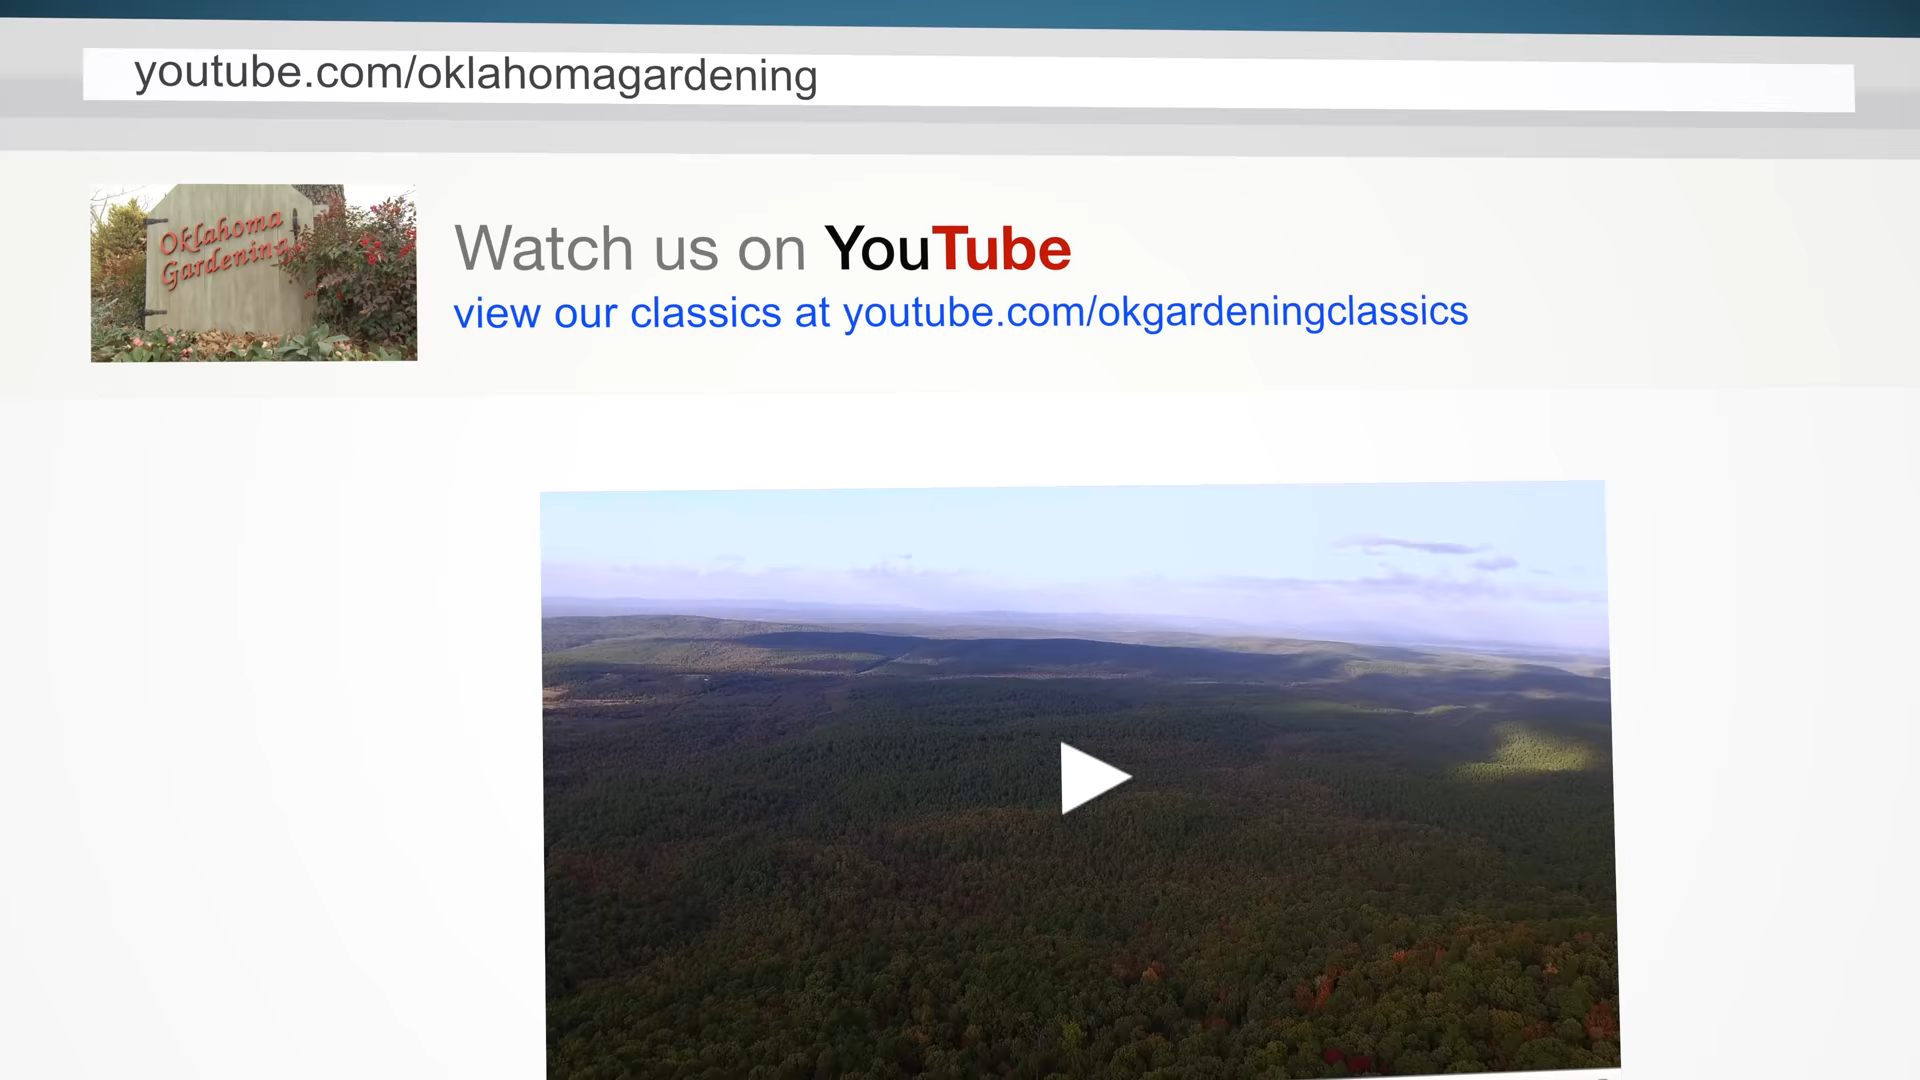 youtube.com/oklahomagardening
Oklahoma
Gardening
Watch us on YouTube
view our classics at youtube.com/okgardeningclassics